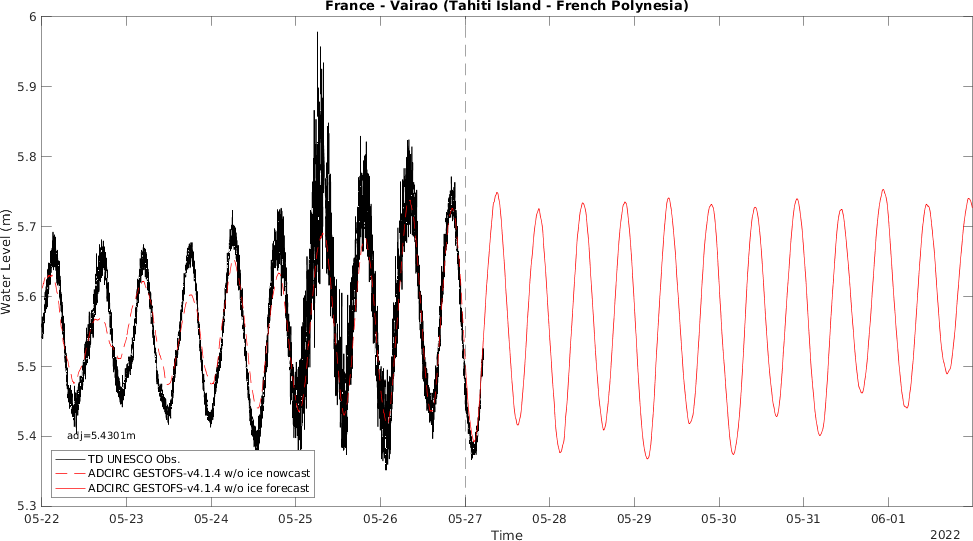 France - Vairao (Tahiti Island - French Polynesia)
6
5.9
5.8
5.7
5.6
5.5
5.4
5.3
Water Level (m)
adj=5.4301m
TD UNESCO Obs.
ADCIRC GESTOFS-v4.1.4 w/o ice nowcast
ADCIRC GESTOFS-v4.1.4 w/o ice forecast
05-22 05-23 05-24 05-25 05-26 05-27 05-28 05-29 05-30 05-31 06-01
Time
2022